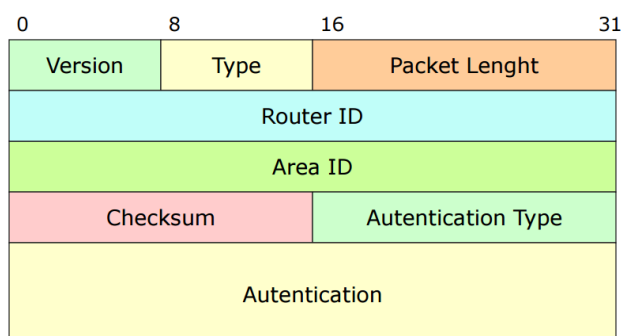 0 8 16 31
Version Type Packet Lenght
Router ID
Area ID
Checksum Autentication Type
Autentication